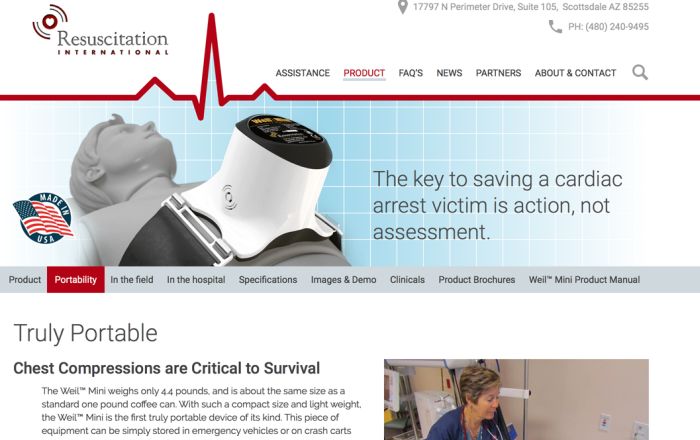 17797 N Perimeter Drive, Suite 105, Scottsdale AZ 85255
PH: (480) 240-9495
Resuscitation
INTERNATIONAL
ASSISTANCE PRODUCT FAQ'S NEWS PARTNERS ABOUT & CONTACT
WEIL MINI
The key to saving a cardiac
arrest victim is action, not
assessment.
MADE IN
USA
Product Portability In the field In the hospital Specifications Images & Demo Clinicals Product Brochures Weil™ Mini Product Manual
Truly Portable
Chest Compressions are Critical to Survival
The Weil™ Mini weighs only 4.4 pounds, and is about the same size as a
standard one pound coffee can. With such a compact size and light weight,
the Weil™ Mini is the first truly portable device of its kind. This piece of
equipment can be simply stored in emergency vehicles or on crash carts